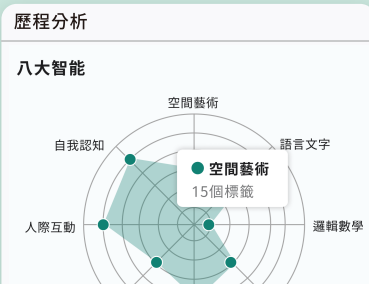 歷程分析
八大智能
空間藝術
自我認知
語言文字
空間藝術
15個標籤
人際互動
邏輯數學